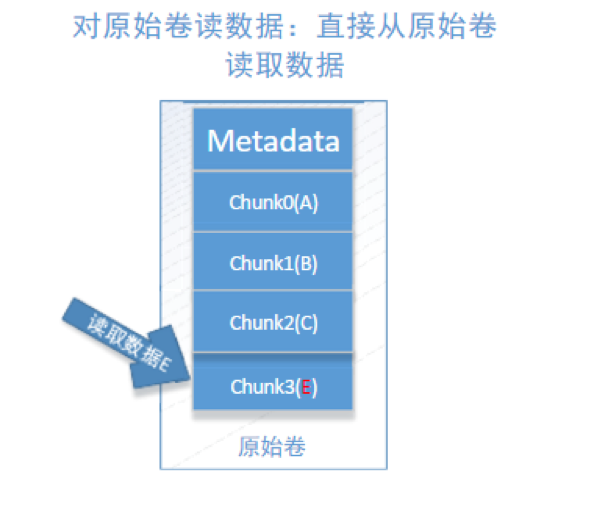 对原始卷读数据：直接从原始卷
读取数据
Metadata
Chunk0(A)
Chunk1(B)
Chunk2(C)
读取数据E
Chunk3(E)
原始卷